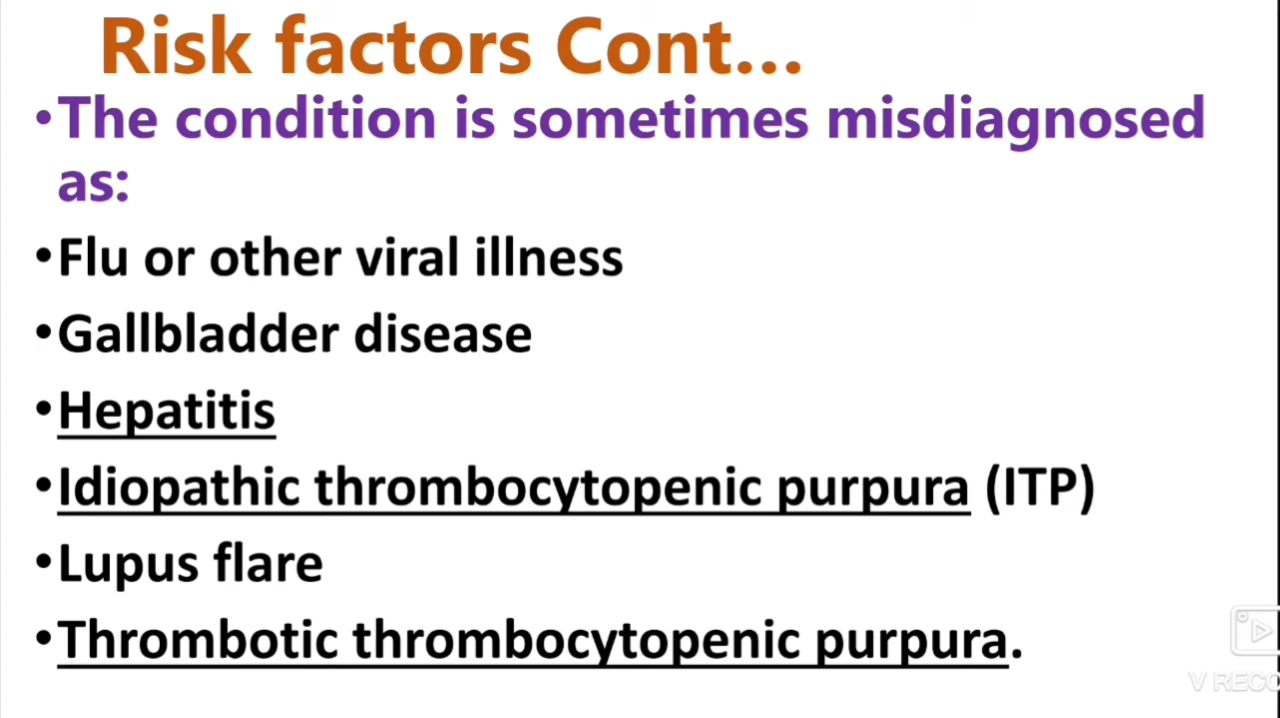 Risk factors Cont...
•The condition is sometimes misdiagnosed
as:
•Flu or other viral illness
•Gallbladder disease
•Hepatitis
•Idiopathic thrombocytopenic purpura (ITP)
•Lupus flare
•Thrombotic thrombocytopenic purpura.
V RECO